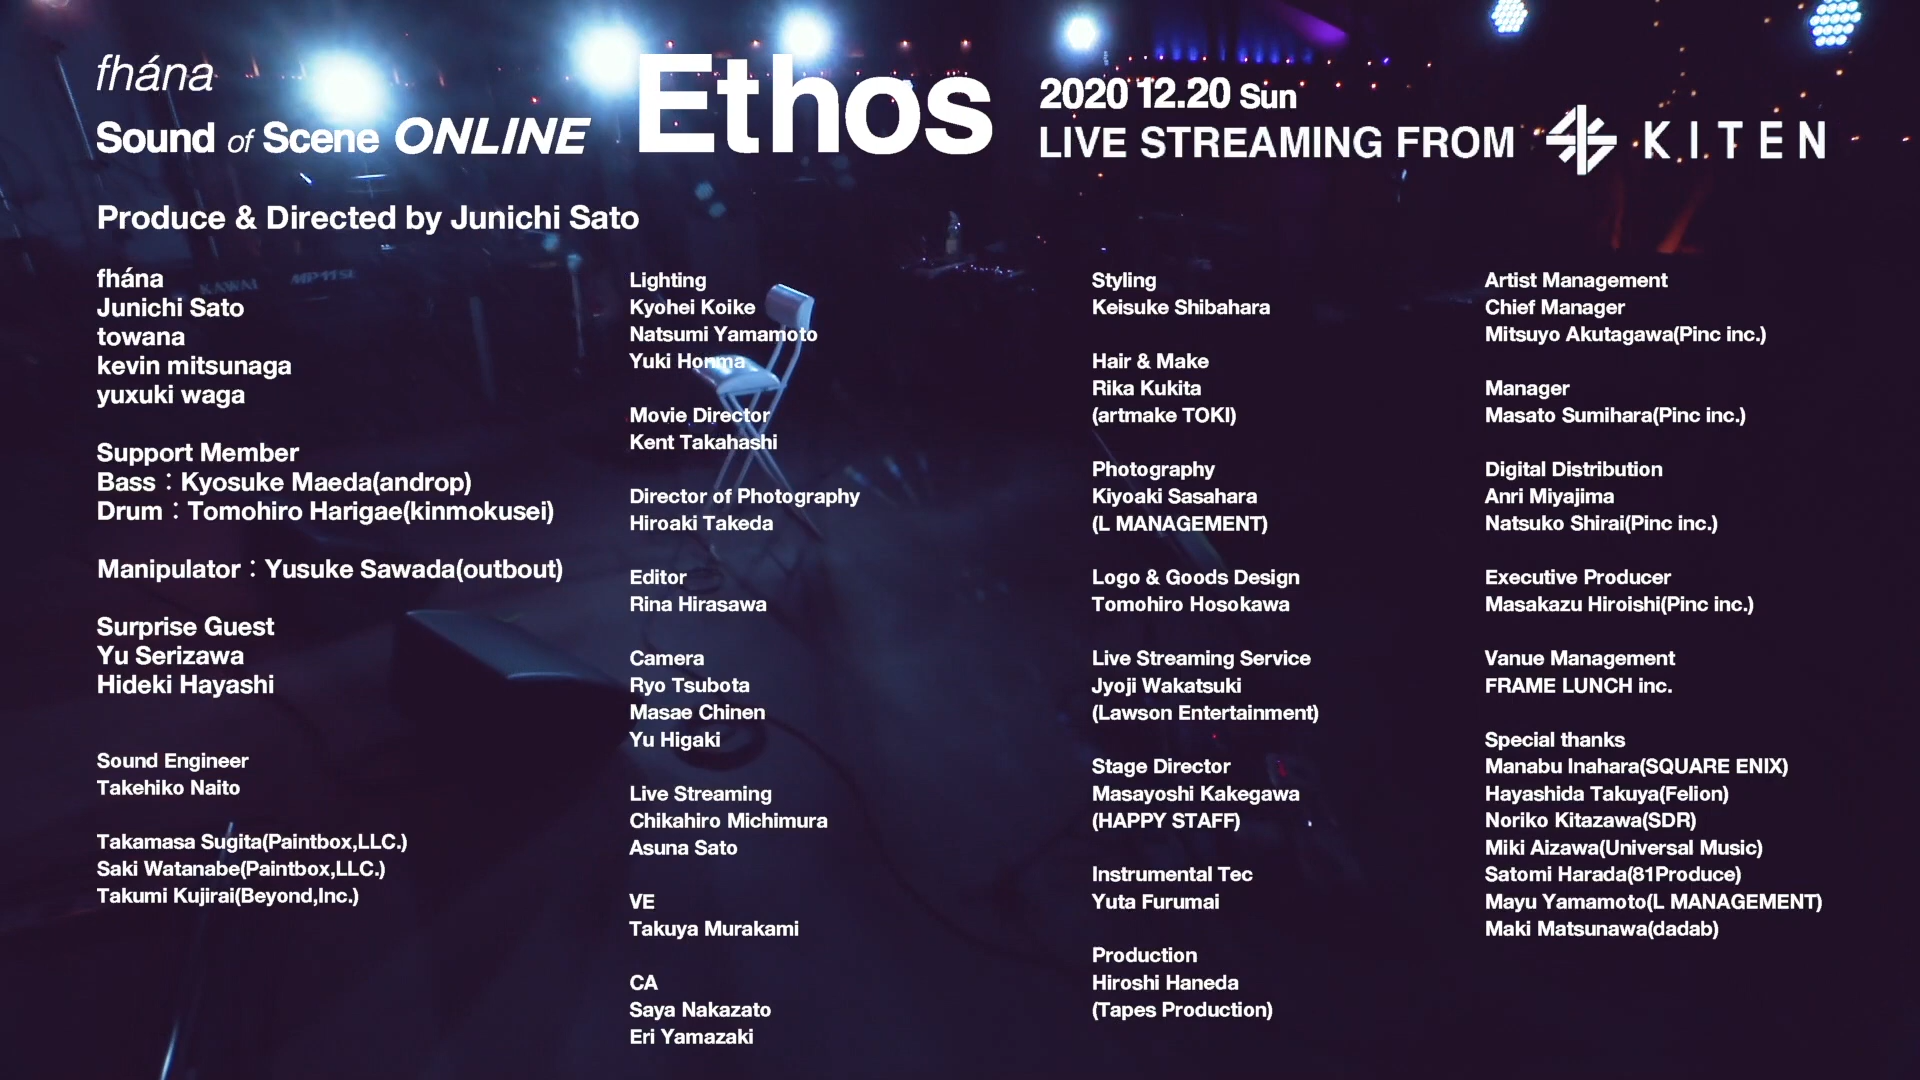 fhána
Sound of Scene ONLINE
Ethos
2020 12.20 Sun
LIVE STREAMING FROM KITEN
Produce & Directed by Junichi Sato
fhána
Junichi Sato
towana
kevin mitsunaga
yuxuki waga
Support Member
Bass：Kyosuke Maeda(androp)
Drum：Tomohiro Harigae(kinmokusei)
Manipulator：Yusuke Sawada(outbout)
Surprise Guest
Yu Serizawa
Hideki Hayashi
Sound Engineer
Takehiko Naito
Takamasa Sugita(Paintbox,LLC.)
Saki Watanabe(Paintbox,LLC.)
Takumi Kujirai(Beyond,Inc.)
Lighting
Kyohei Koike
Natsumi Yamamoto
Yuki Honma
Movie Director
Kent Takahashi
Director of Photography
Hiroaki Takeda
Editor
Rina Hirasawa
Camera
Ryo Tsubota
Masae Chinen
Yu Higaki
Live Streaming
Chikahiro Michimura
Asuna Sato
VE
Takuya Murakami
CA
Saya Nakazato
Eri Yamazaki
Styling
Keisuke Shibahara
Hair & Make
Rika Kukita
(artmake TOKI)
Photography
Kiyoaki Sasahara
(L MANAGEMENT)
Logo & Goods Design
Tomohiro Hosokawa
Live Streaming Service
Jyoji Wakatsuki
(Lawson Entertainment)
Stage Director
Masayoshi Kakegawa
(HAPPY STAFF)
Instrumental Tec
Yuta Furumai
Production
Hiroshi Haneda
(Tapes Production)
Artist Management
Chief Manager
Mitsuyo Akutagawa(Pinc inc.)
Manager
Masato Sumihara(Pinc inc.)
Digital Distribution
Anri Miyajima
Natsuko Shirai(Pinc inc.)
Executive Producer
Masakazu Hiroishi(Pinc inc.)
Vanue Management
FRAME LUNCH inc.
Special thanks
Manabu Inahara(SQUARE ENIX)
Hayashida Takuya(Felion)
Noriko Kitazawa(SDR)
Miki Aizawa(Universal Music)
Satomi Harada(81Produce)
Mayu Yamamoto(L MANAGEMENT)
Maki Matsunawa(dadab)
KAWAI MP11SE